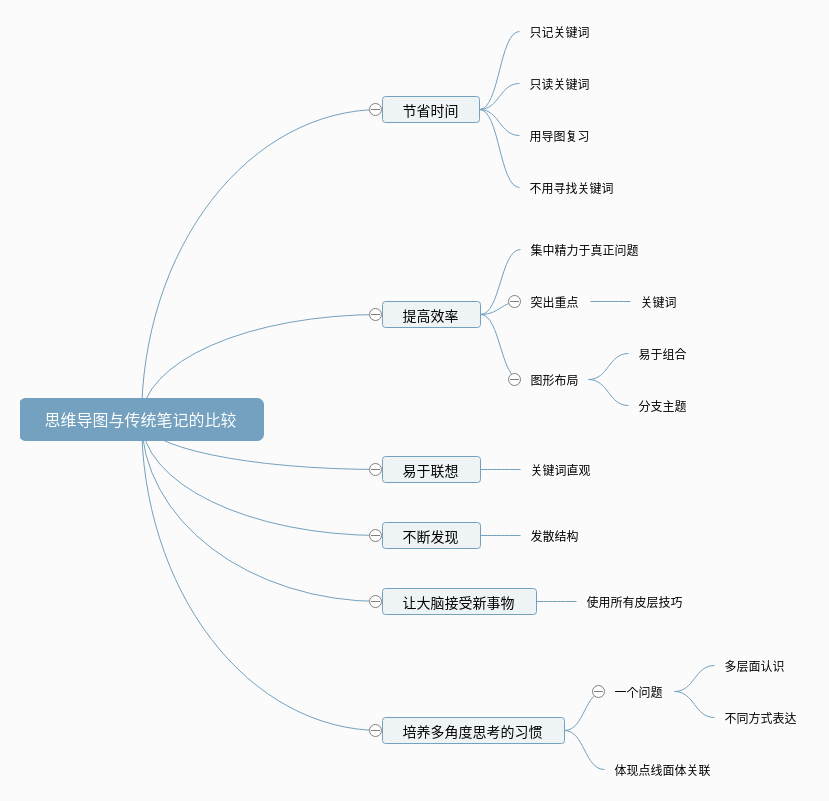 思维导图与传统笔记的比较
节省时间
只记关键词
只读关键词
用导图复习
不用寻找关键词
提高效率
集中精力于真正问题
突出重点
关键词
图形布局
易于组合
分支主题
易于联想
关键词直观
不断发现
发散结构
让大脑接受新事物
使用所有皮层技巧
培养多角度思考的习惯
一个问题
多层面认识
不同方式表达
体现点线面体关联